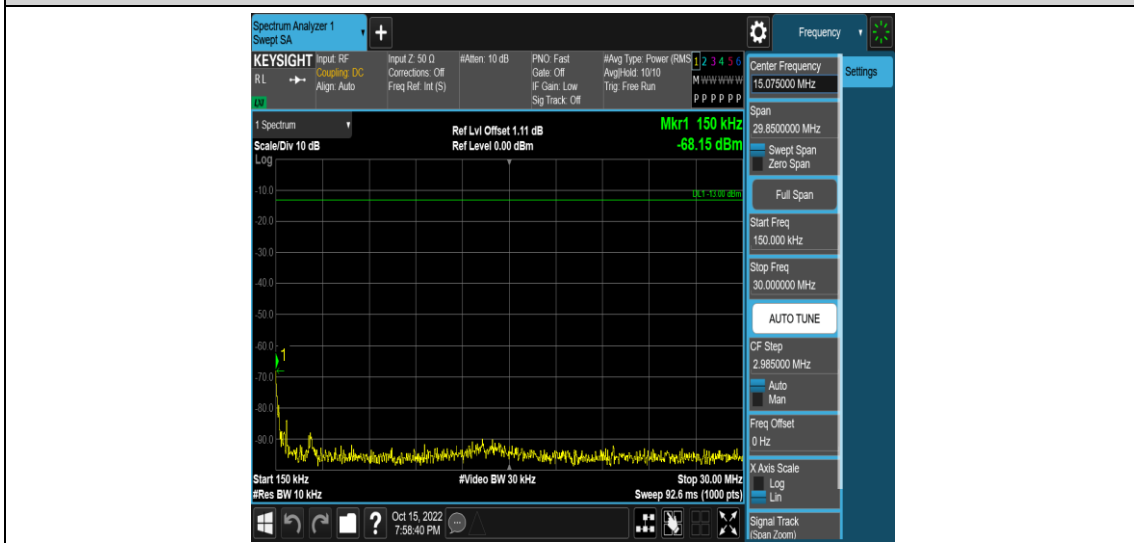 Spectrum Analyzer 1
Swept SA
+
Frequency
KEYSIGHT
RL
Input: RF
Coupling: DC
Align: Auto
Input Z: 50 Ω
Corrections: Off
Freq Ref: Int (S)
#Atten: 10 dB
PNO: Fast
Gate: Off
IF Gain: Low
Sig Track: Off
#Avg Type: Power (RMS
Avg|Hold: 10/10
Trig: Free Run
1 2 3 4 5 6
M W W W W W
P P P P P P
1 Spectrum
Scale/Div 10 dB
Log
Ref Lvl Offset 1.11 dB
Ref Level 0.00 dBm
Mkr1 150 kHz
-68.15 dBm
DL1 -13.00 dBm
-10.0
-20.0
-30.0
-40.0
-50.0
-60.0
1
-70.0
-80.0
-90.0
Start 150 kHz
#Res BW 10 kHz
#Video BW 30 kHz
Stop 30.00 MHz
Sweep 92.6 ms (1000 pts)
Oct 15, 2022
7:58:40 PM
?
Center Frequency
15.075000 MHz
Settings
Span
29.8500000 MHz
Swept Span
Zero Span
Full Span
Start Freq
150.000 kHz
Stop Freq
30.000000 MHz
AUTO TUNE
CF Step
2.985000 MHz
Auto
Man
Freq Offset
0 Hz
X Axis Scale
Log
Lin
Signal Track
(Span Zoom)